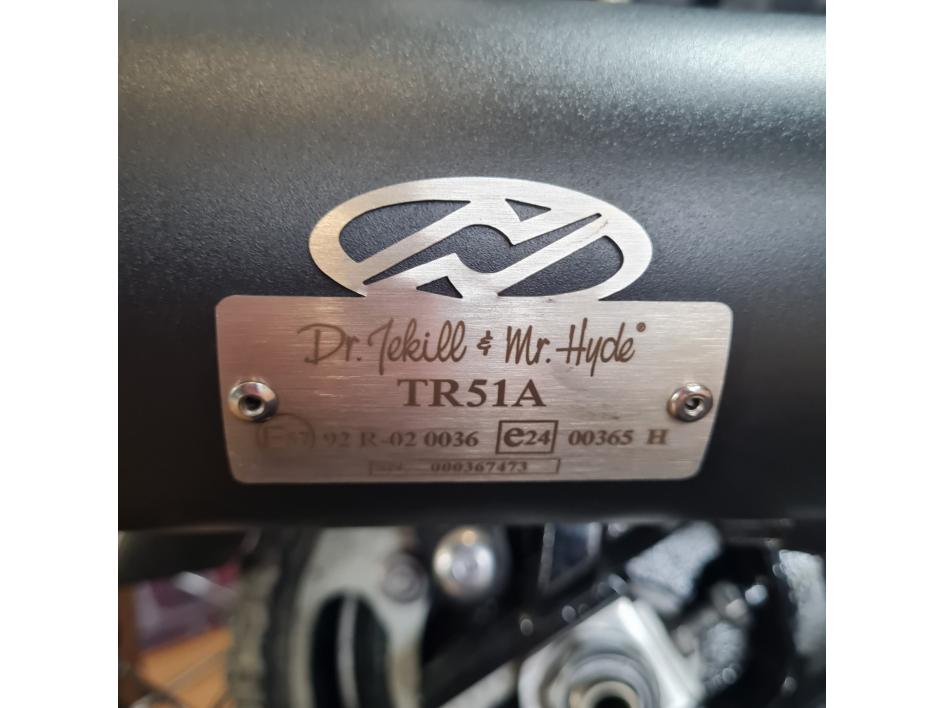 Dr. Jekill & Mr. Hyde®
TR51A
92 R-02 0036 e24 00365 H
000367473